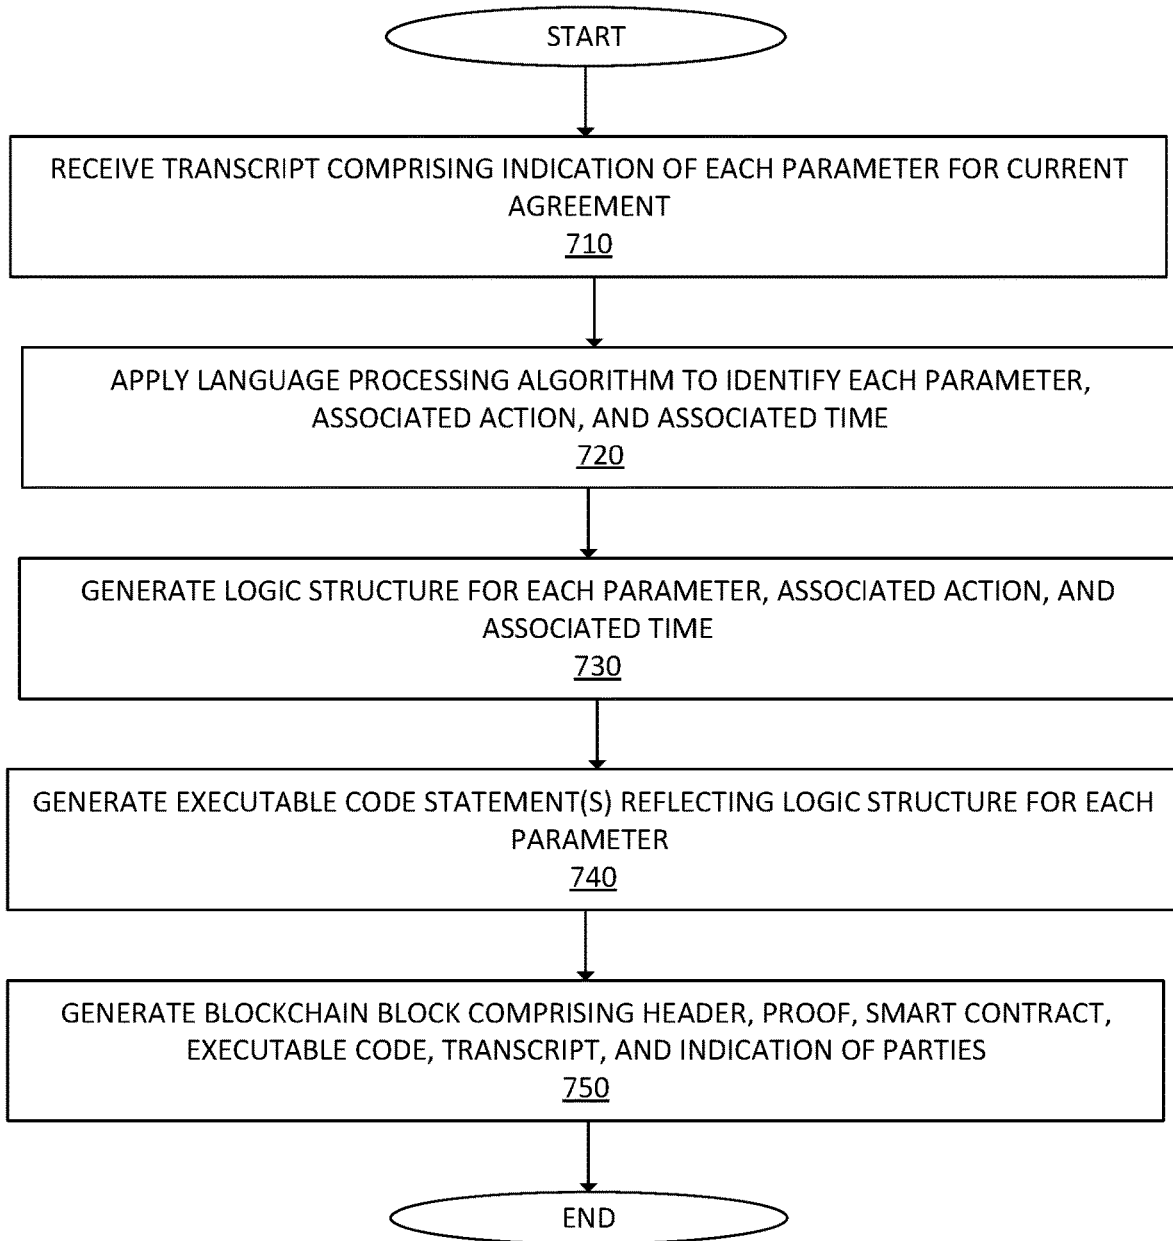 START
RECEIVE TRANSCRIPT COMPRISING INDICATION OF EACH PARAMETER FOR CURRENT
AGREEMENT
710
APPLY LANGUAGE PROCESSING ALGORITHM TO IDENTIFY EACH PARAMETER,
ASSOCIATED ACTION, AND ASSOCIATED TIME
720
GENERATE LOGIC STRUCTURE FOR EACH PARAMETER, ASSOCIATED ACTION, AND
ASSOCIATED TIME
730
GENERATE EXECUTABLE CODE STATEMENT(S) REFLECTING LOGIC STRUCTURE FOR EACH
PARAMETER
740
GENERATE BLOCKCHAIN BLOCK COMPRISING HEADER, PROOF, SMART CONTRACT,
EXECUTABLE CODE, TRANSCRIPT, AND INDICATION OF PARTIES
750
END